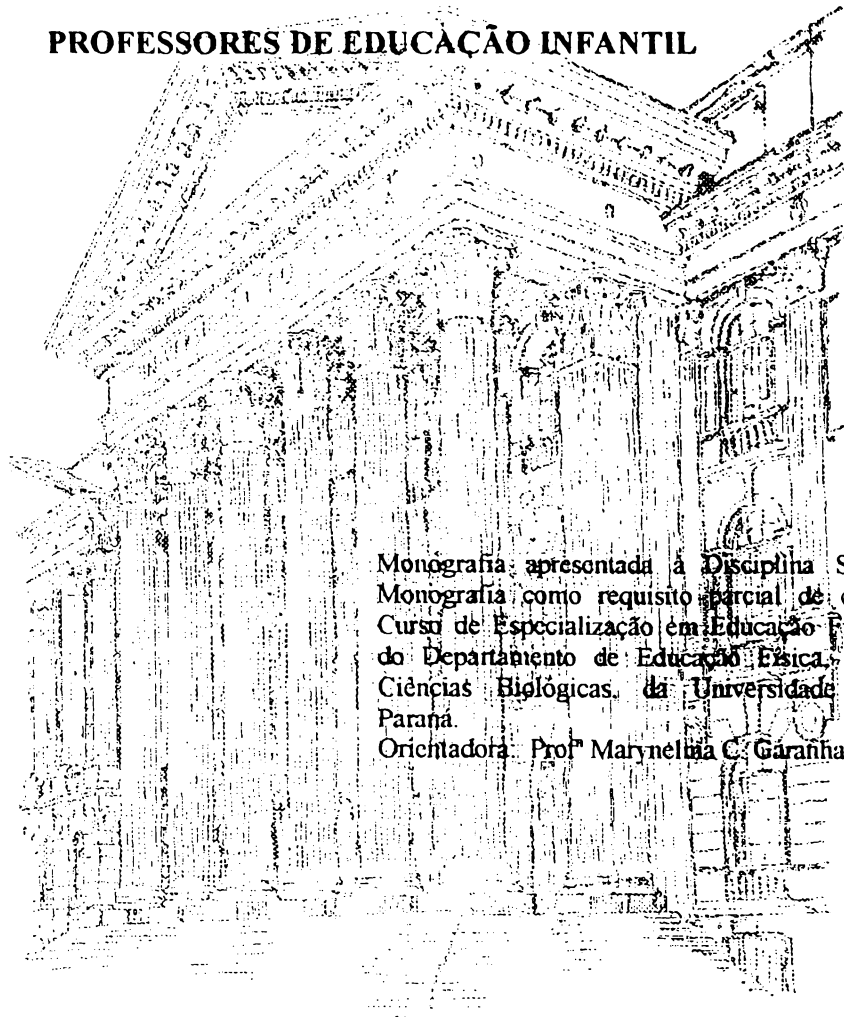 PROFESSORES DE EDUCAÇÃO INFANTIL
Monografia apresentada à Disciplina S
Monografia como requisito parcial de
Curso de Especialização em Educação
do Departamento de Educação Física,
Ciências Biológicas, da Universidade
Paraná.
Orientadora: Profª Marynelma C. Garanha